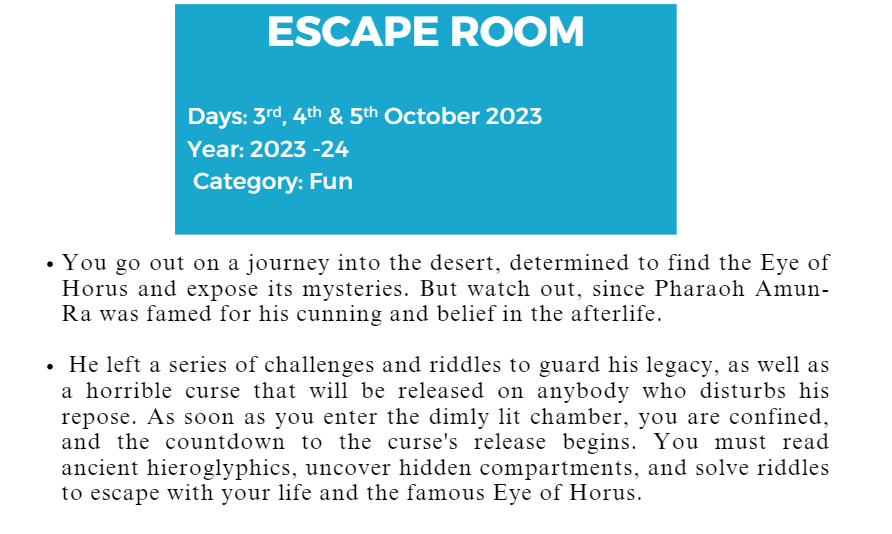 ESCAPE ROOM
Days: 3rd, 4th & 5th October 2023
Year: 2023 -24
Category: Fun
• You go out on a journey into the desert, determined to find the Eye of
Horus and expose its mysteries. But watch out, since Pharaoh Amun-
Ra was famed for his cunning and belief in the afterlife.
• He left a series of challenges and riddles to guard his legacy, as well as
a horrible curse that will be released on anybody who disturbs his
repose. As soon as you enter the dimly lit chamber, you are confined,
and the countdown to the curse's release begins. You must read
ancient hieroglyphics, uncover hidden compartments, and solve riddles
to escape with your life and the famous Eye of Horus.